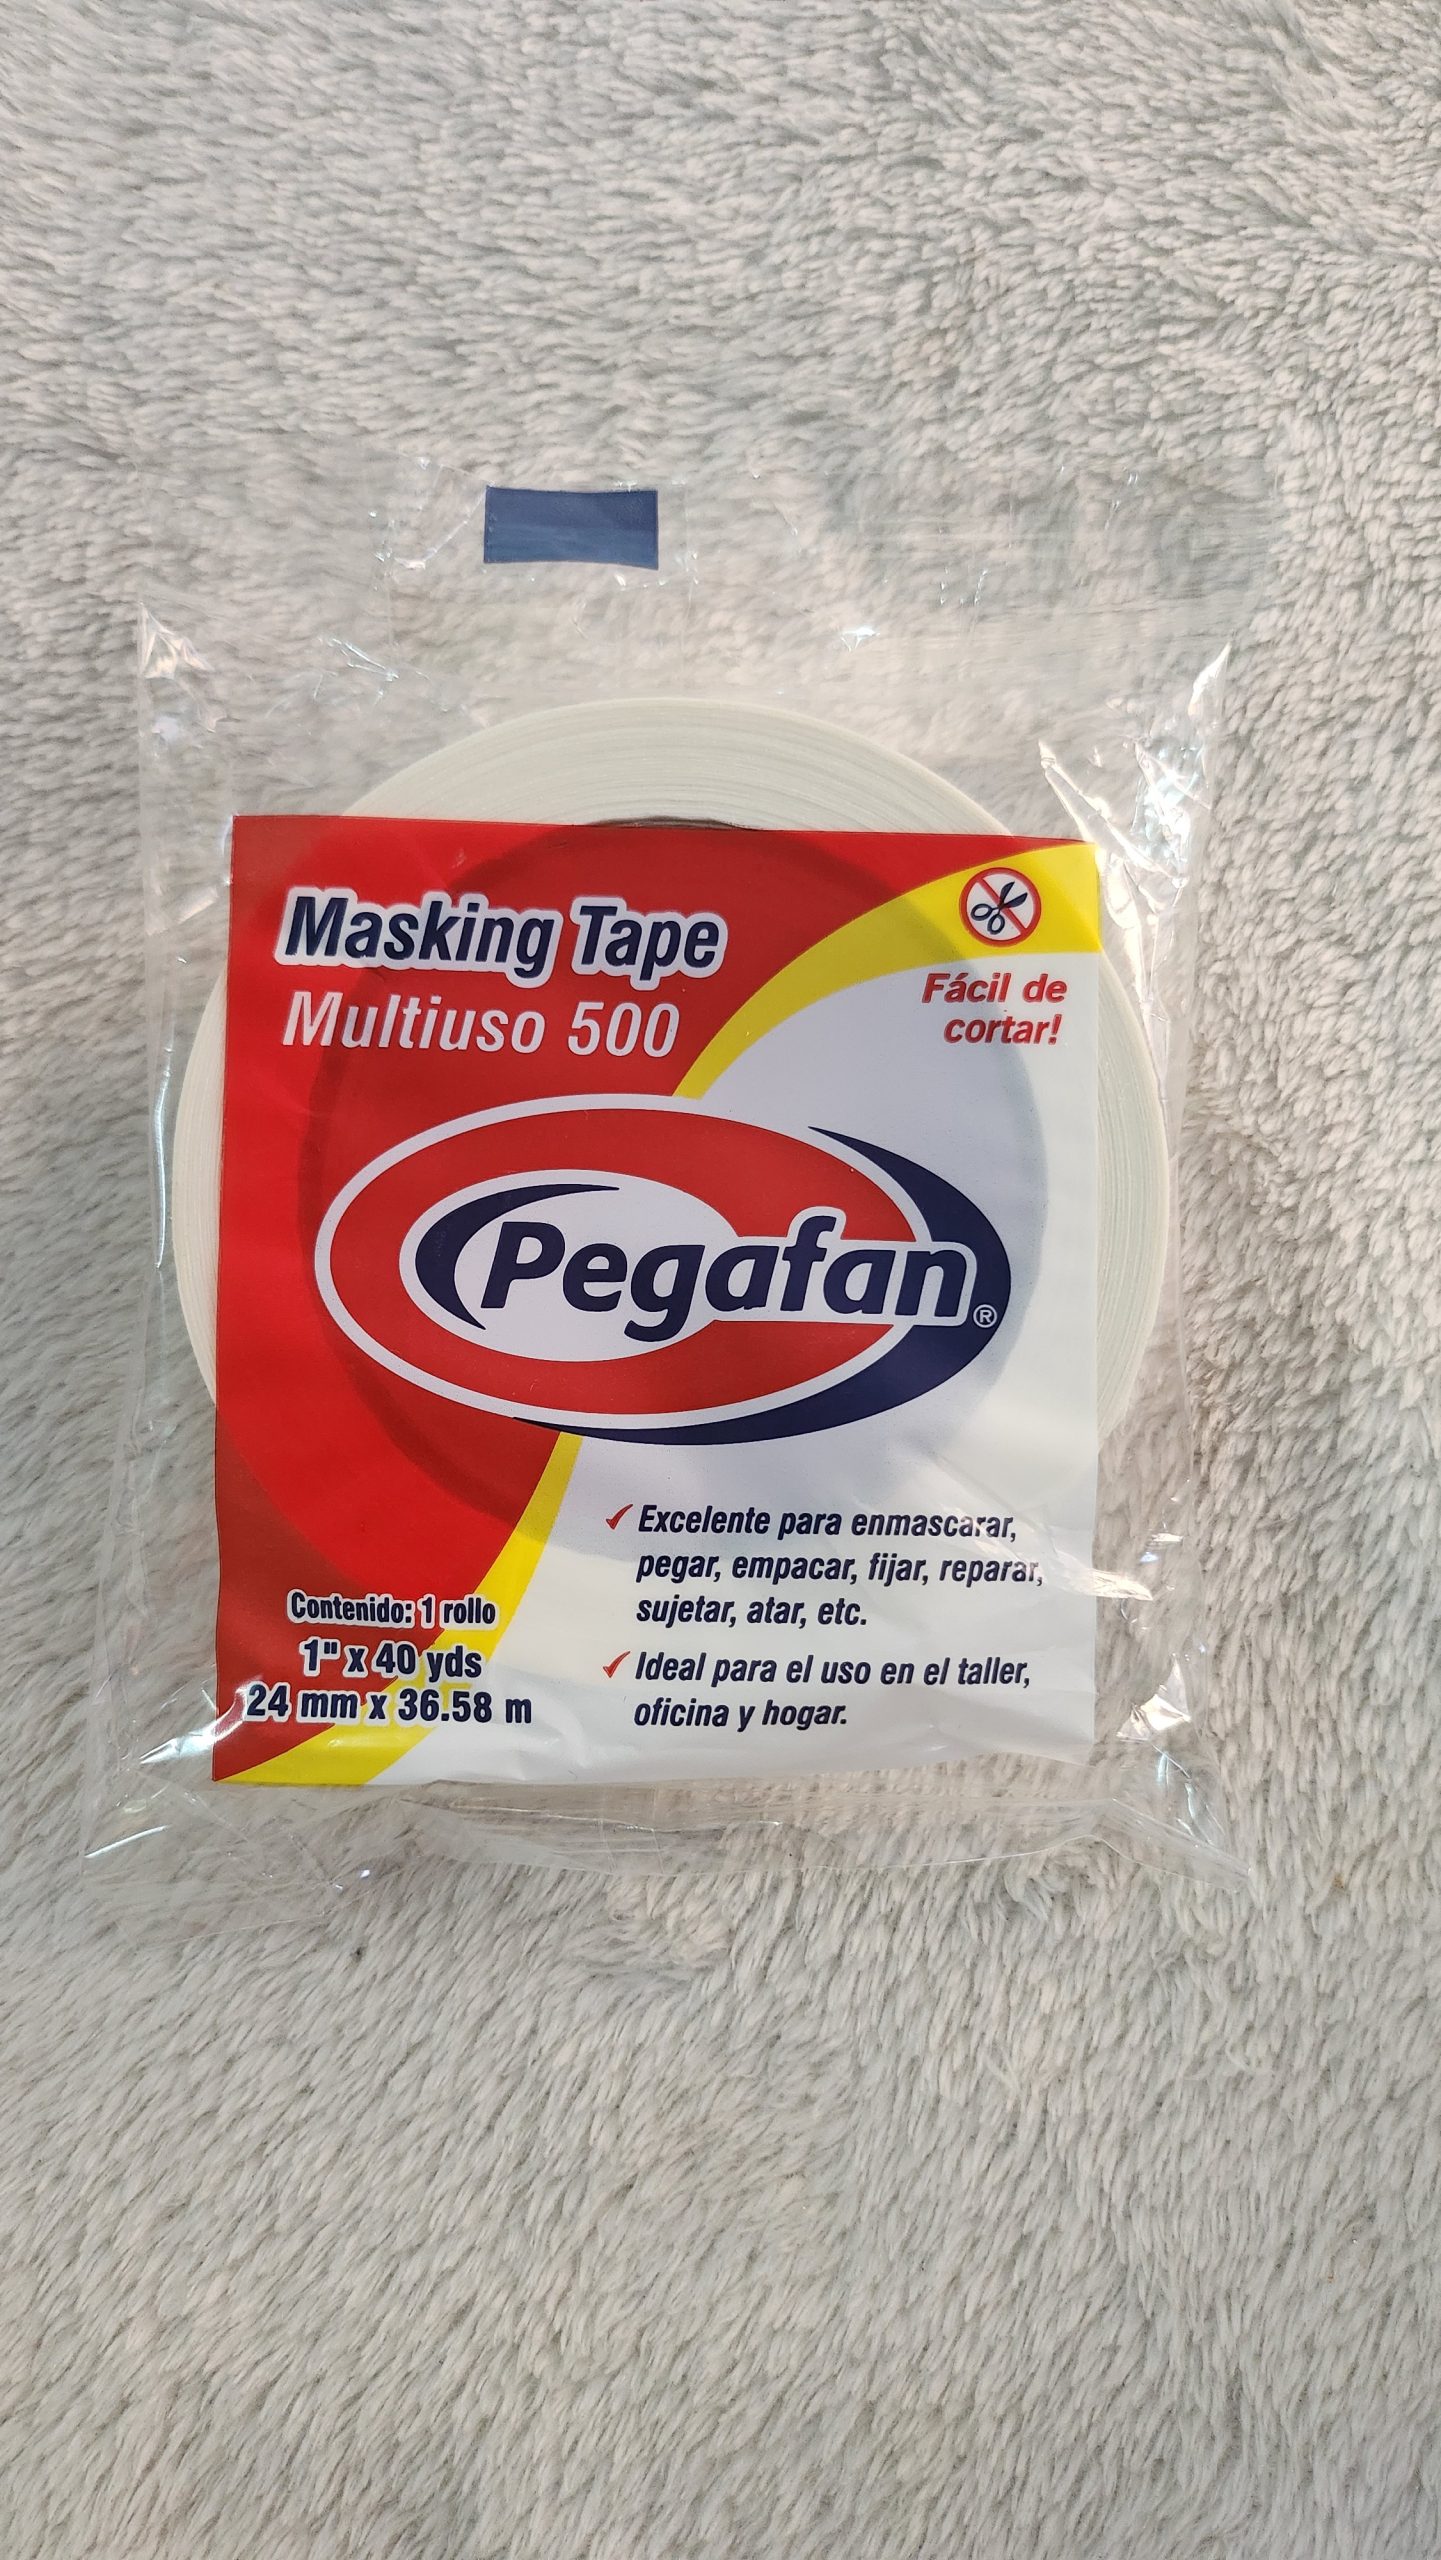 Masking Tape
Multiuso 500
Fácil de
cortar!
Pegafan®
✓ Excelente para enmascarar,
pegar, empacar, fijar, reparar,
sujetar, atar, etc.
✓ Ideal para el uso en el taller,
oficina y hogar.
Contenido: 1 rollo
1" x 40 yds
24 mm x 36.58 m